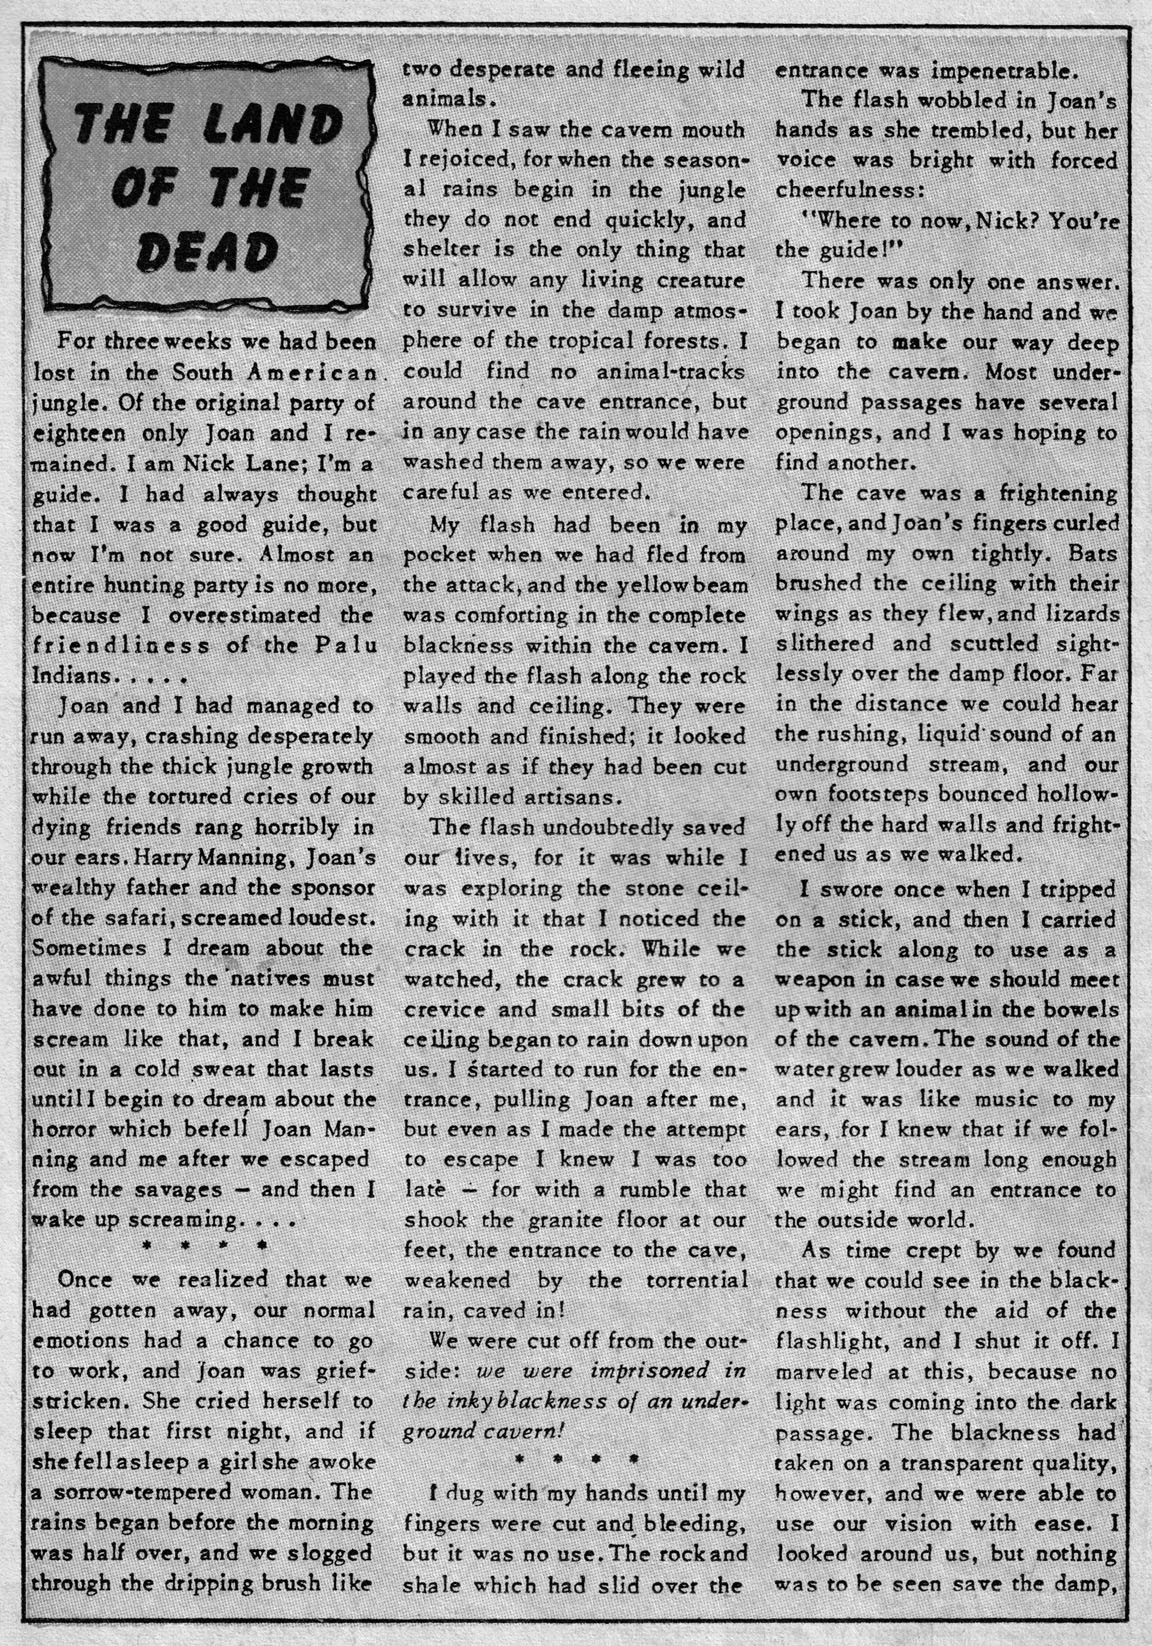 THE LAND
OF THE
DEAD
For three weeks we had been
lost in the South American
jungle. Of the original party of
eighteen only Joan and I re-
mained. I am Nick Lane; I'm a
guide. I had always thought
that I was a good guide, but
now I'm not sure. Almost an
entire hunting party is no more,
because I overestimated the
friendliness of the Palu
Indians.....
Joan and I had managed to
run away, crashing desperately
through the thick jungle growth
while the tortured cries of our
dying friends rang horribly in
our ears. Harry Manning, Joan's
wealthy father and the sponsor
of the safari, screamed loudest.
Sometimes I dream about the
awful things the natives must
have done to him to make him
scream like that, and I break
out in a cold sweat that lasts
until I begin to dream about the
horror which befell Joan Man-
ning and me after we escaped
from the savages — and then I
wake up screaming....
* * * *
Once we realized that we
had gotten away, our normal
emotions had a chance to go
to work, and Joan was grief-
stricken. She cried herself to
sleep that first night, and if
she fell asleep a girl she awoke
a sorrow-tempered woman. The
rains began before the morning
was half over, and we slogged
through the dripping brush like
two desperate and fleeing wild
animals.
When I saw the cavern mouth
I rejoiced, for when the season-
al rains begin in the jungle
they do not end quickly, and
shelter is the only thing that
will allow any living creature
to survive in the damp atmos-
phere of the tropical forests. I
could find no animal-tracks
around the cave entrance, but
in any case the rain would have
washed them away, so we were
careful as we entered.
My flash had been in my
pocket when we had fled from
the attack, and the yellow beam
was comforting in the complete
blackness within the cavern. I
played the flash along the rock
walls and ceiling. They were
smooth and finished; it looked
almost as if they had been cut
by skilled artisans.
The flash undoubtedly saved
our lives, for it was while I
was exploring the stone ceil-
ing with it that I noticed the
crack in the rock. While we
watched, the crack grew to a
crevice and small bits of the
ceiling began to rain down upon
us. I started to run for the en-
trance, pulling Joan after me,
but even as I made the attempt
to escape I knew I was too
late — for with a rumble that
shook the granite floor at our
feet, the entrance to the cave,
weakened by the torrential
rain, caved in!
We were cut off from the out-
side: we were imprisoned in
the inky blackness of an under-
ground cavern!
* * * *
I dug with my hands until my
fingers were cut and bleeding,
but it was no use. The rock and
shale which had slid over the
entrance was impenetrable.
The flash wobbled in Joan's
hands as she trembled, but her
voice was bright with forced
cheerfulness:
"Where to now, Nick? You're
the guide!"
There was only one answer.
I took Joan by the hand and we
began to make our way deep
into the cavern. Most under-
ground passages have several
openings, and I was hoping to
find another.
The cave was a frightening
place, and Joan's fingers curled
around my own tightly. Bats
brushed the ceiling with their
wings as they flew, and lizards
slithered and scuttled sight-
lessly over the damp floor. Far
in the distance we could hear
the rushing, liquid sound of an
underground stream, and our
own footsteps bounced hollow-
ly off the hard walls and fright-
ened us as we walked.
I swore once when I tripped
on a stick, and then I carried
the stick along to use as a
weapon in case we should meet
up with an animal in the bowels
of the cavern. The sound of the
water grew louder as we walked
and it was like music to my
ears, for I knew that if we fol-
lowed the stream long enough
we might find an entrance to
the outside world.
As time crept by we found
that we could see in the black-
ness without the aid of the
flashlight, and I shut it off. I
marveled at this, because no
light was coming into the dark
passage. The blackness had
taken on a transparent quality,
however, and we were able to
use our vision with ease. I
looked around us, but nothing
was to be seen save the damp,